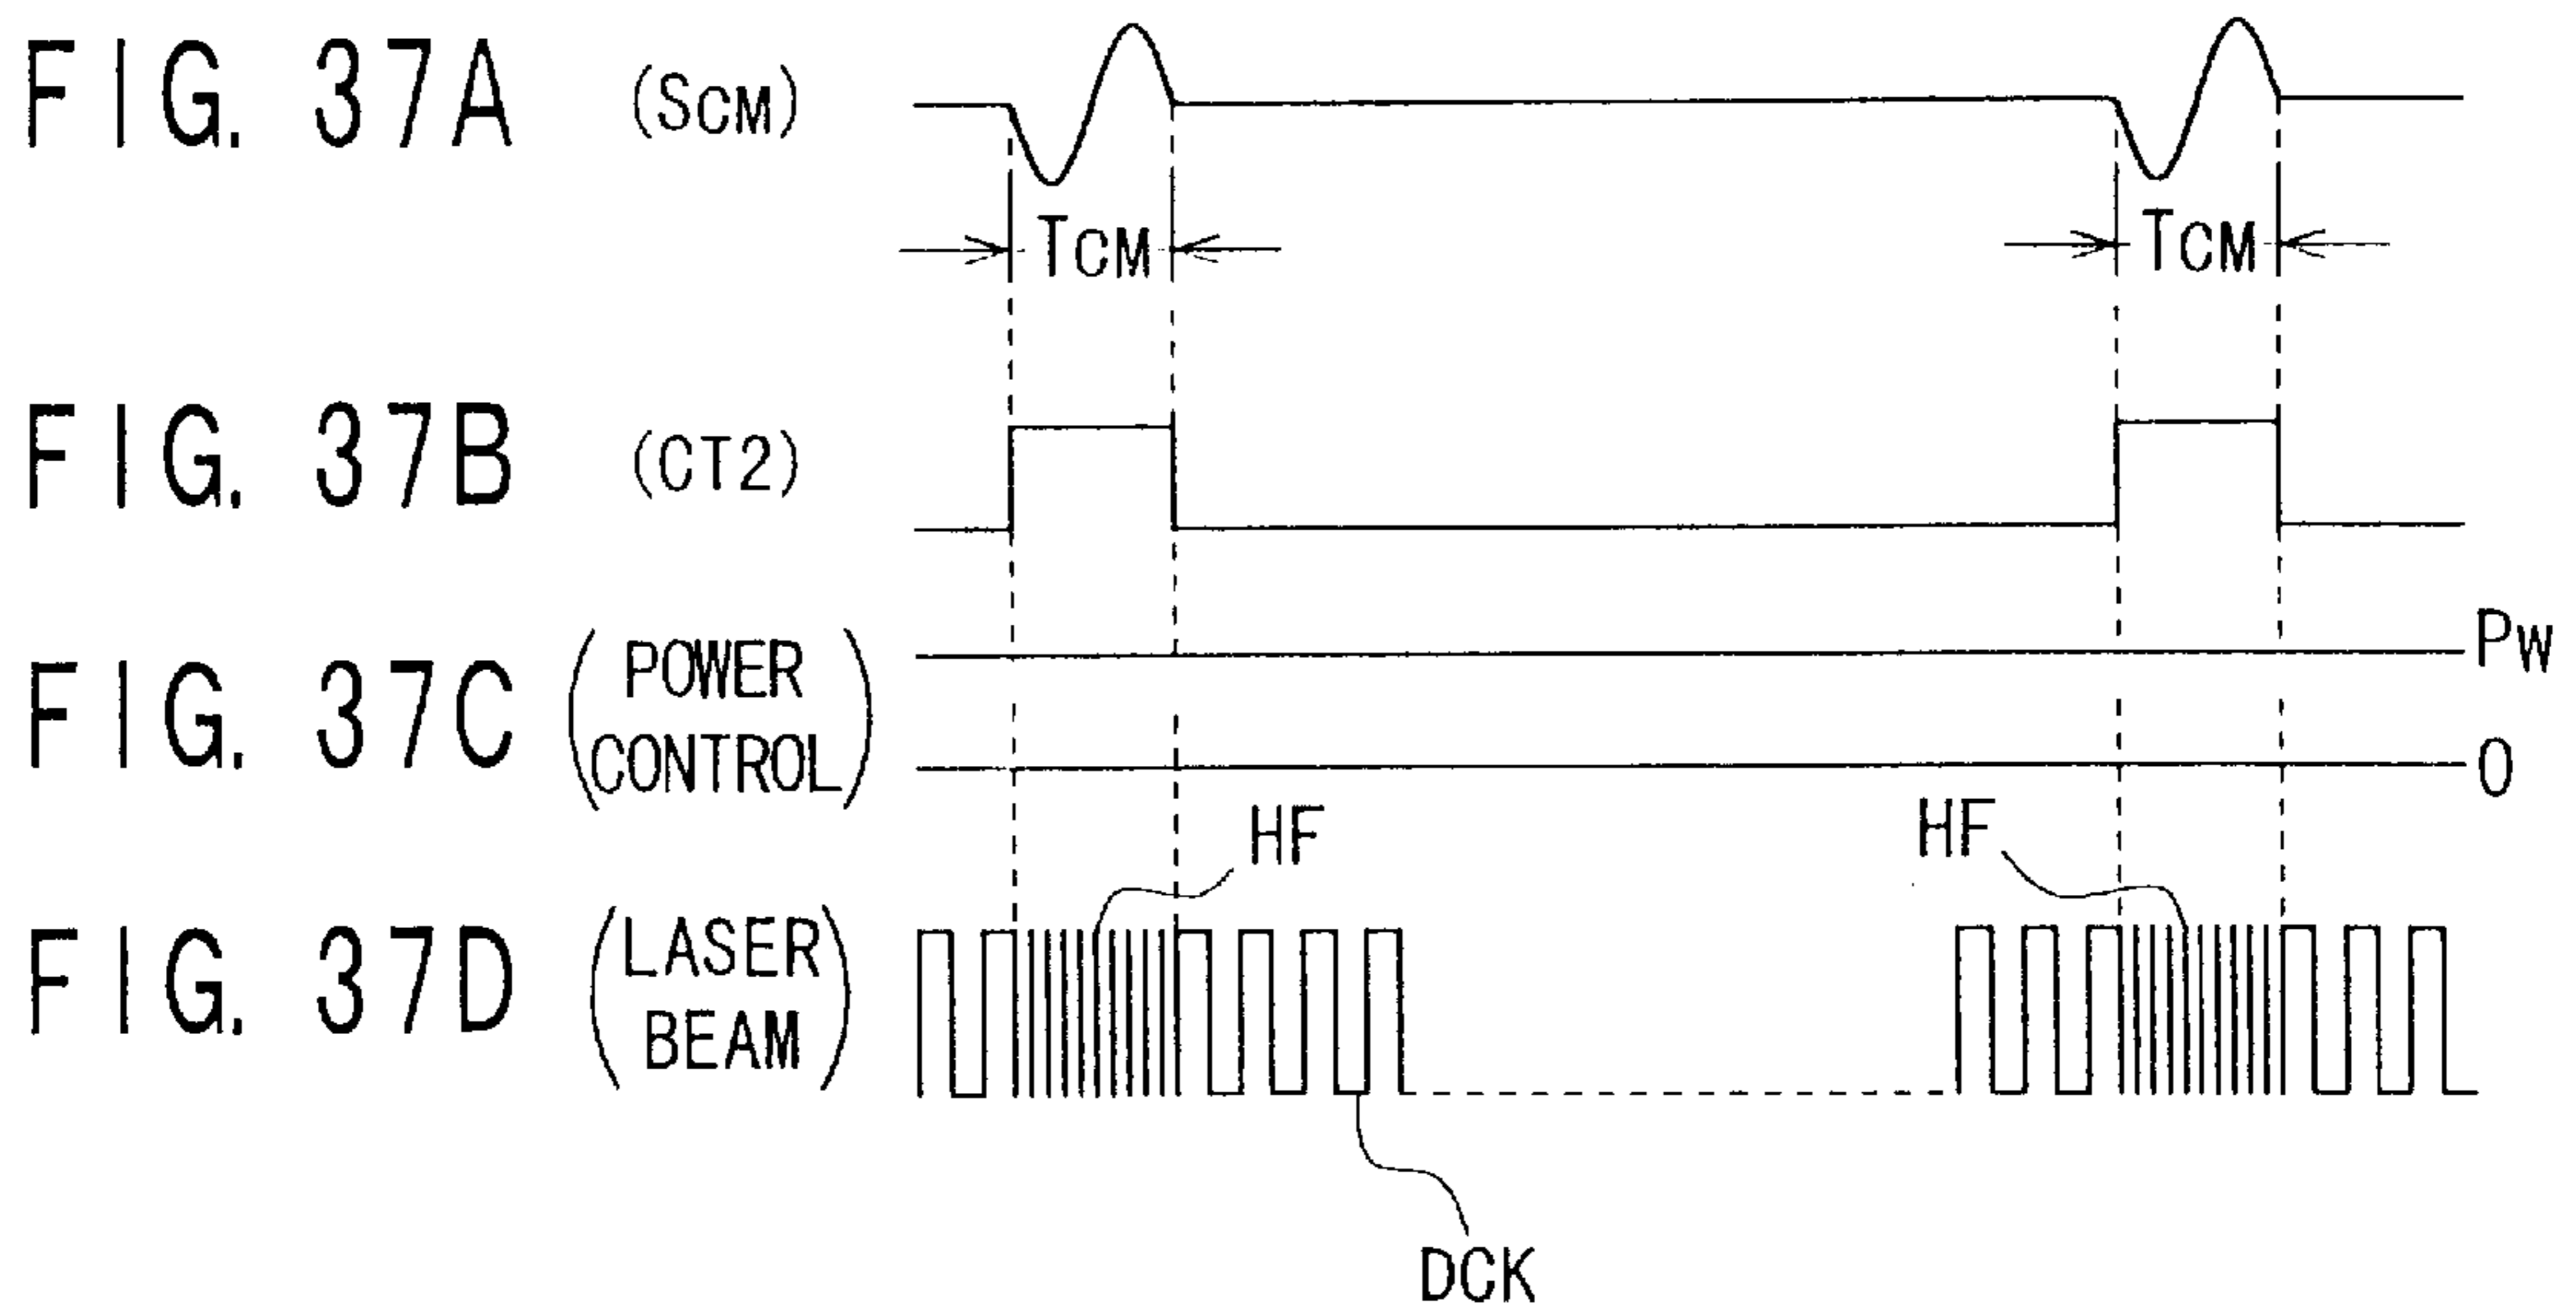 FIG. 37A (SCM)
TCM TCM
FIG. 37B (CT2)
FIG. 37C (POWER CONTROL)
PW
0
FIG. 37D (LASER BEAM)
HF HF
DCK